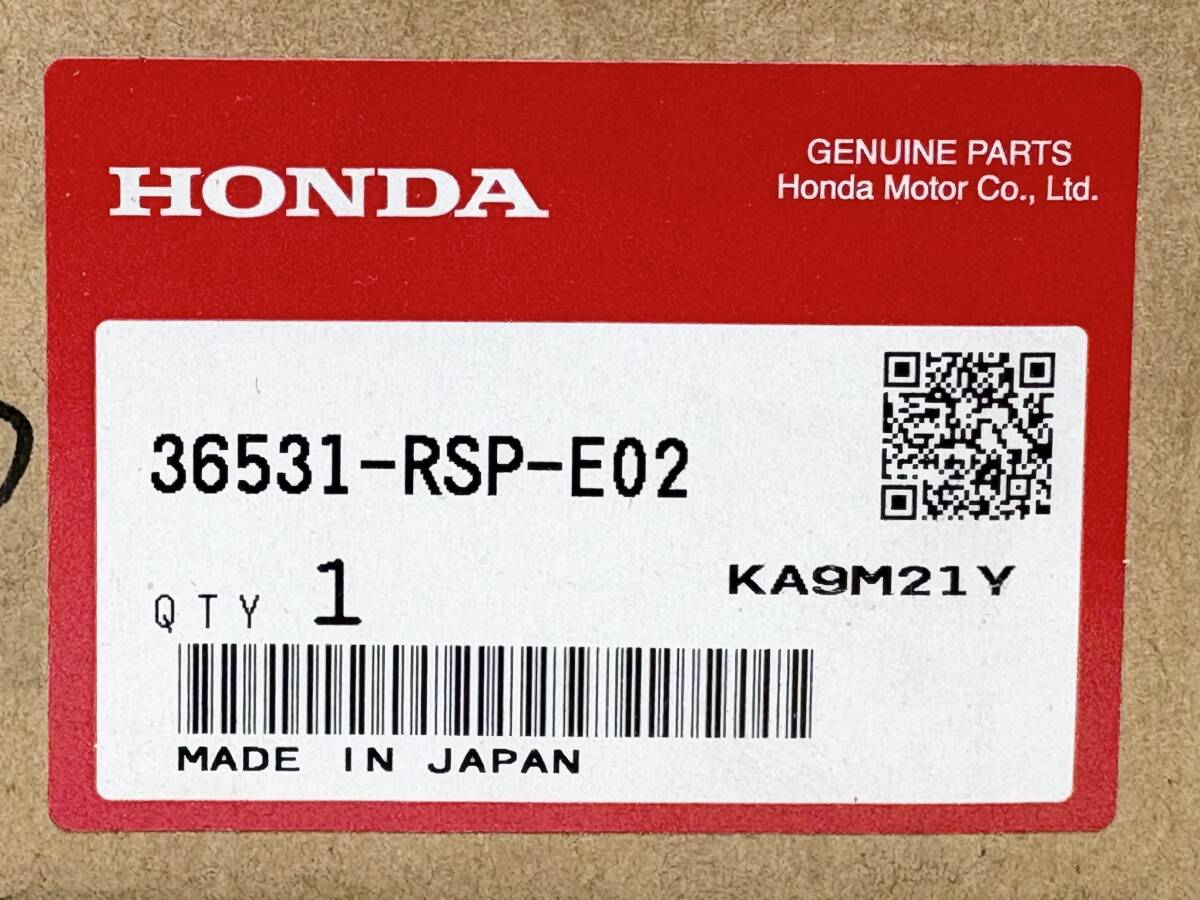 HONDA
GENUINE PARTS
Honda Motor Co., Ltd.
36531-RSP-E02
KA9M21Y
QTY 1
MADE IN JAPAN